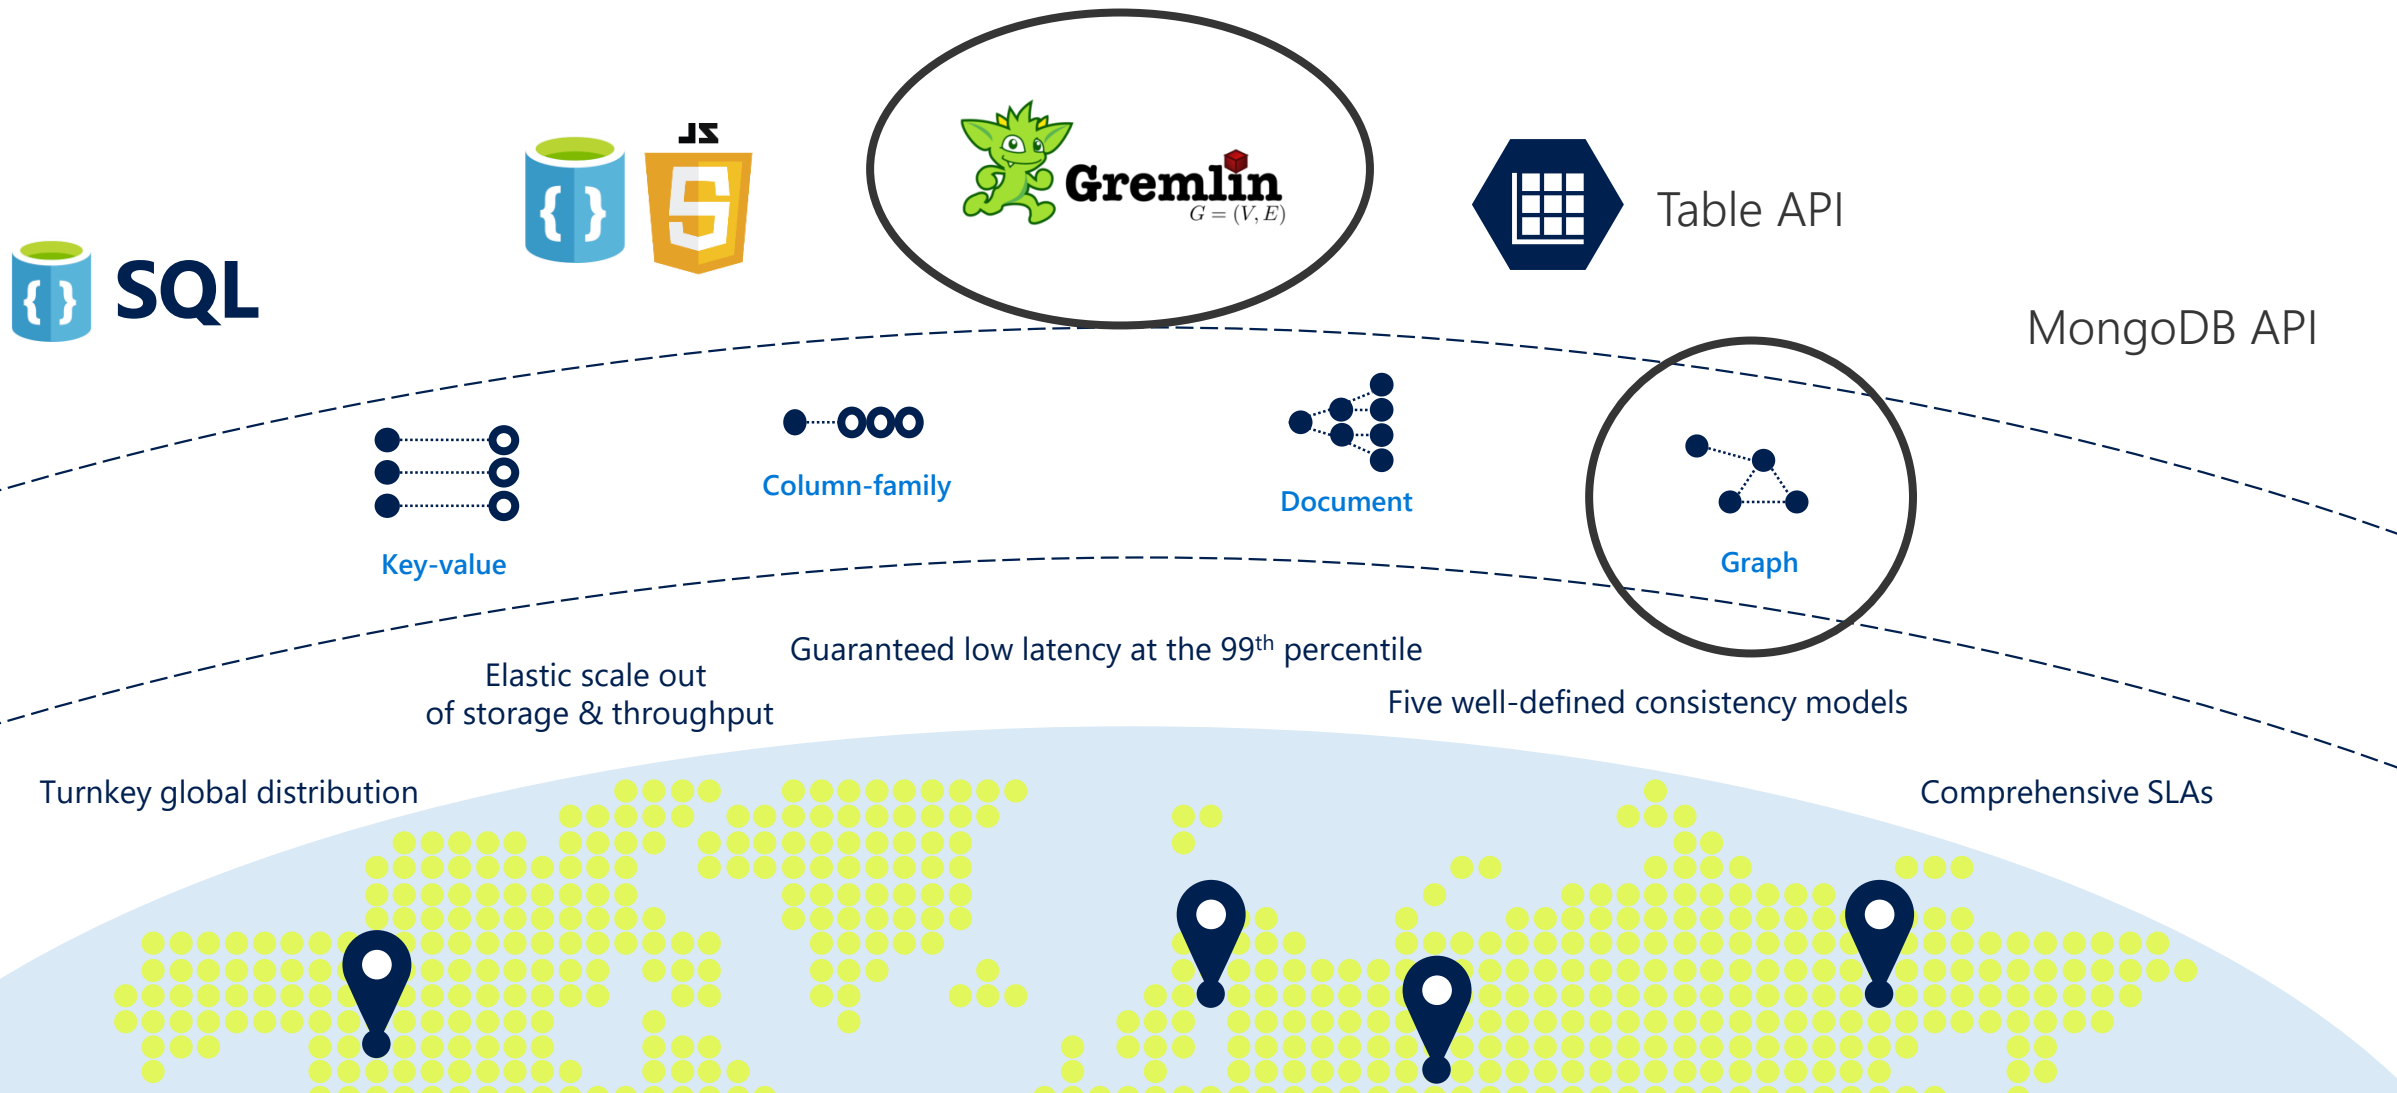 JS
{ }
5
Gremlin
G = (V, E)
Table API
{ }
SQL
MongoDB API
Key-value
Column-family
Document
Graph
Guaranteed low latency at the 99th percentile
Elastic scale out
of storage & throughput
Five well-defined consistency models
Turnkey global distribution
Comprehensive SLAs